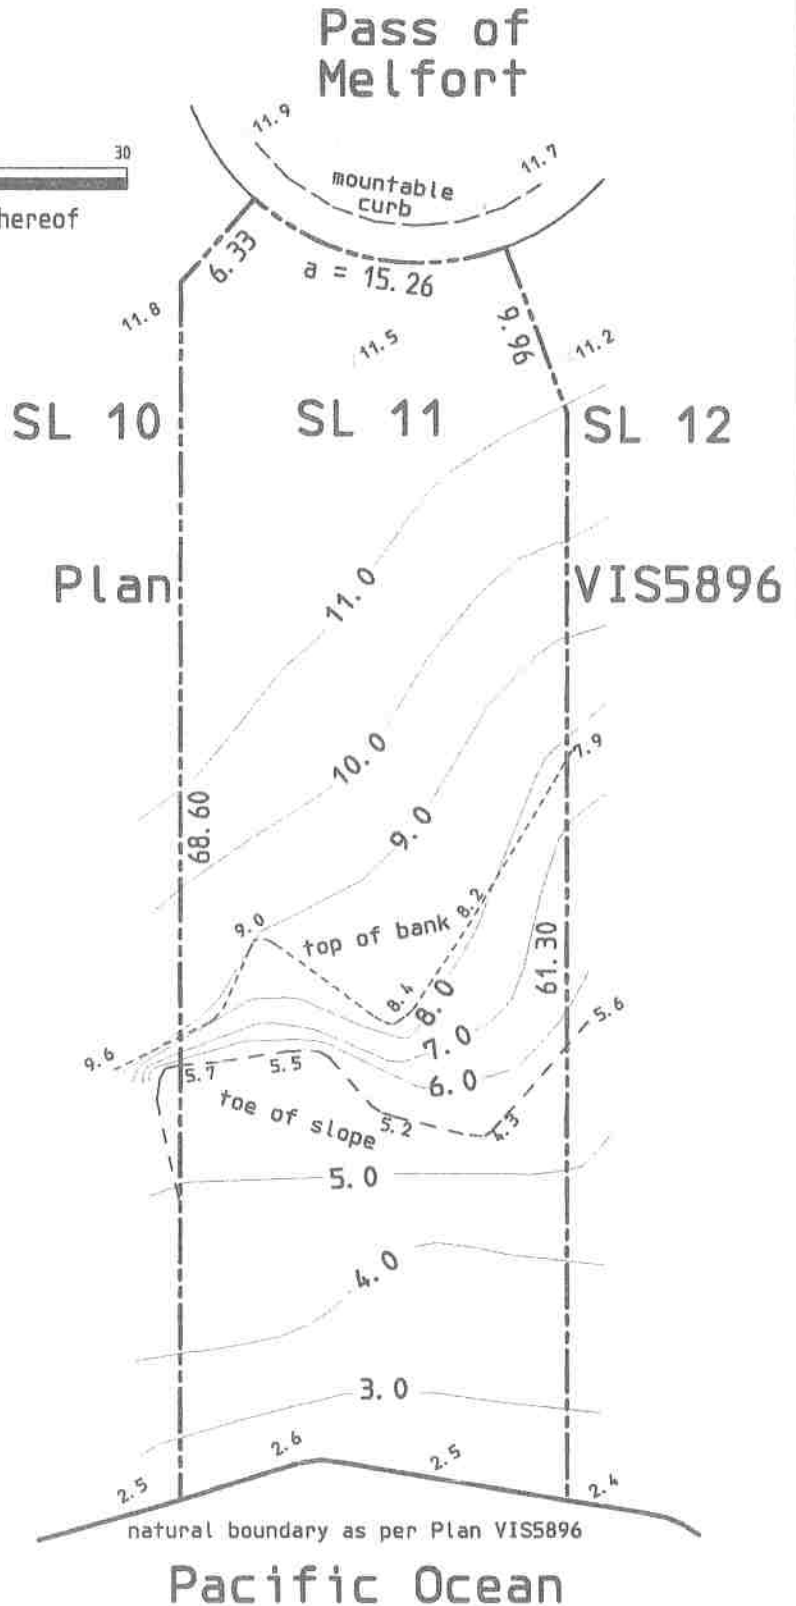 Pass of
Melfort
11.9
11.7
30
mountable
curb
hereof
6.33
a = 15.26
9.96
11.8
11.5
11.2
SL 10
SL 11
SL 12
Plan
VIS5896
11.0
10.0
7.9
68.60
9.0
8.2
9.0
top of bank
61.30
8.4
8.0
5.6
7.0
9.6
5.7
5.5
6.0
toe of slope
5.2
4.3
5.0
4.0
3.0
2.6
2.5
2.5
2.4
natural boundary as per Plan VIS5896
Pacific Ocean